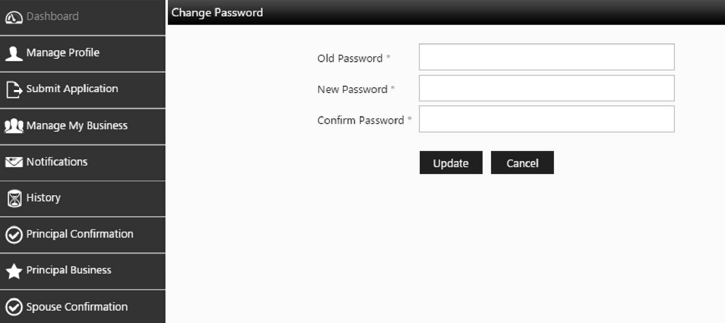 Dashboard
Manage Profile
Submit Application
Manage My Business
Notifications
History
Principal Confirmation
Principal Business
Spouse Confirmation
Change Password
Old Password *
New Password *
Confirm Password *
Update Cancel